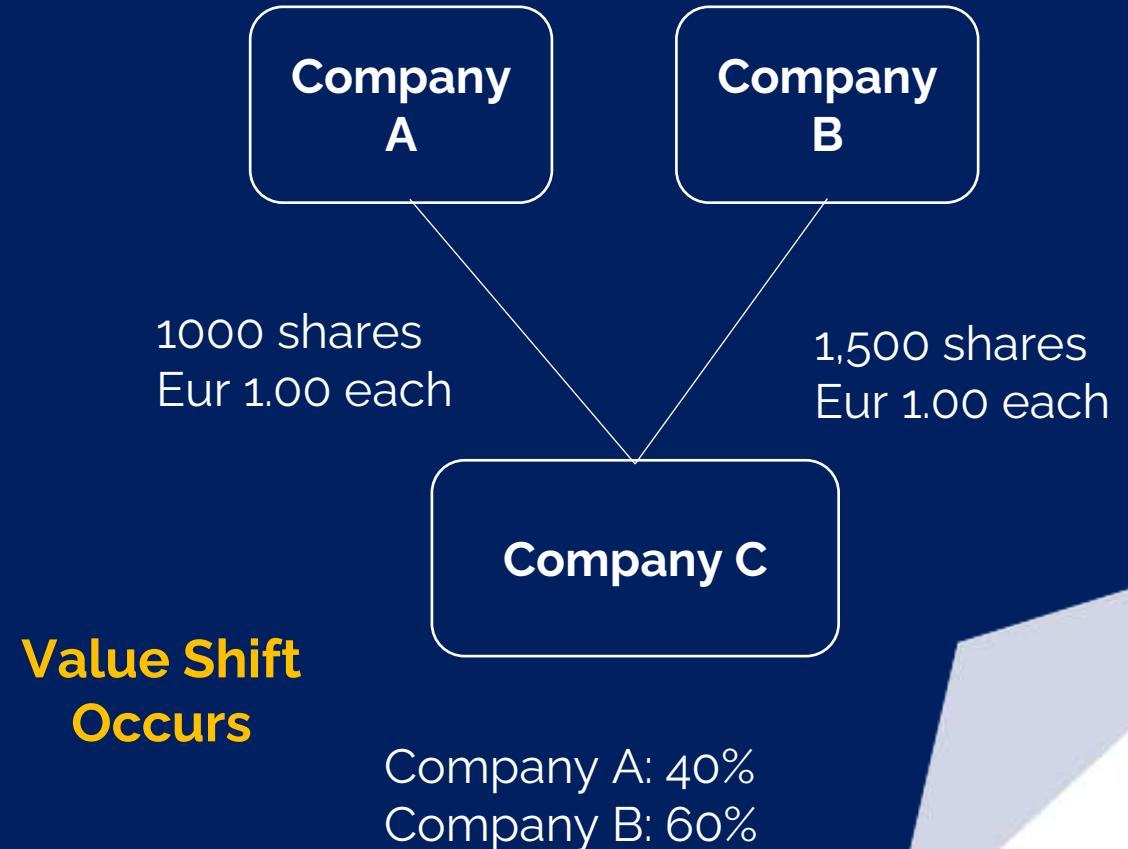 Company
A
Company
B
1000 shares
Eur 1.00 each
1,500 shares
Eur 1.00 each
Company C
Value Shift
Occurs
Company A: 40%
Company B: 60%